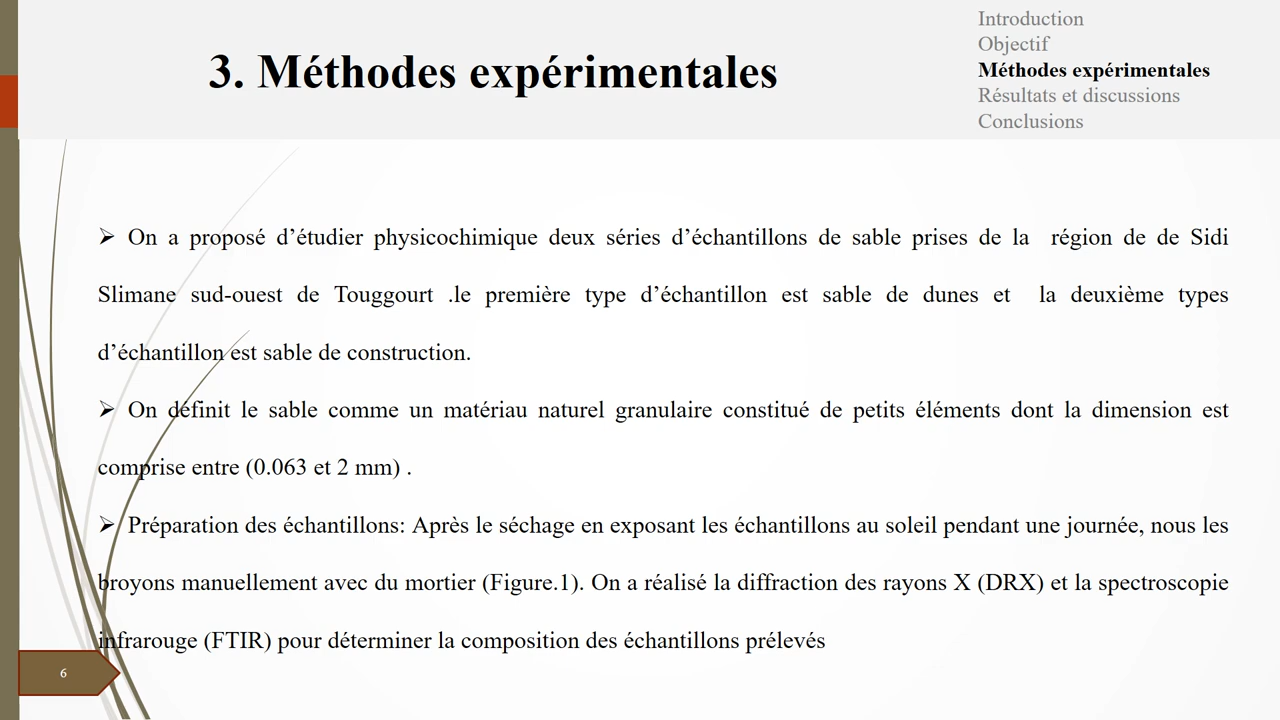 3. Méthodes expérimentales
Introduction
Objectif
Méthodes expérimentales
Résultats et discussions
Conclusions
➢ On a proposé d’étudier physicochimique deux séries d’échantillons de sable prises de la région de de Sidi
Slimane sud-ouest de Touggourt .le première type d’échantillon est sable de dunes et la deuxième types
d’échantillon est sable de construction.
➢ On définit le sable comme un matériau naturel granulaire constitué de petits éléments dont la dimension est
comprise entre (0.063 et 2 mm) .
➢ Préparation des échantillons: Après le séchage en exposant les échantillons au soleil pendant une journée, nous les
broyons manuellement avec du mortier (Figure.1). On a réalisé la diffraction des rayons X (DRX) et la spectroscopie
infrarouge (FTIR) pour déterminer la composition des échantillons prélevés
6